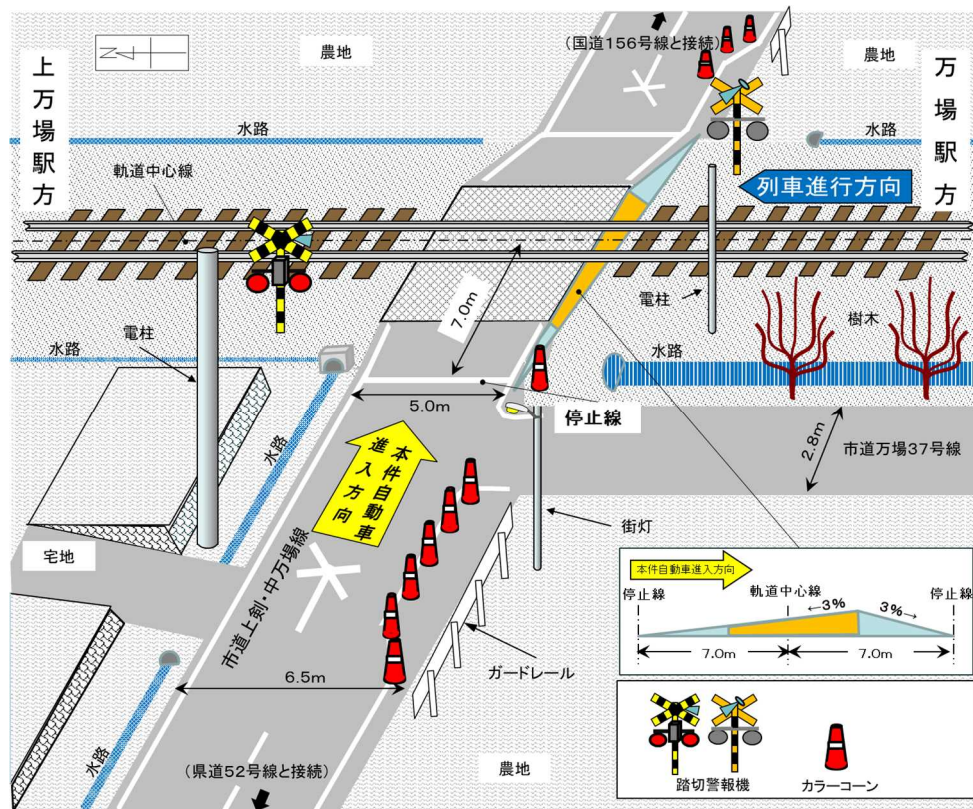 (国道156号線と接続)
農地
農地
N
上万場駅方
万場駅方
水路
水路
軌道中心線
列車進行方向
7.0m
電柱
電柱
樹木
水路
水路
5.0m
停止線
2.8m
市道万場37号線
本件自動車
進入方向
水路
市道上剣・中万場線
街灯
宅地
本件自動車進入方向
停止線
軌道中心線
停止線
←3%
3%→
7.0m
7.0m
ガードレール
6.5m
水路
(県道52号線と接続)
農地
踏切警報機
カラーコーン